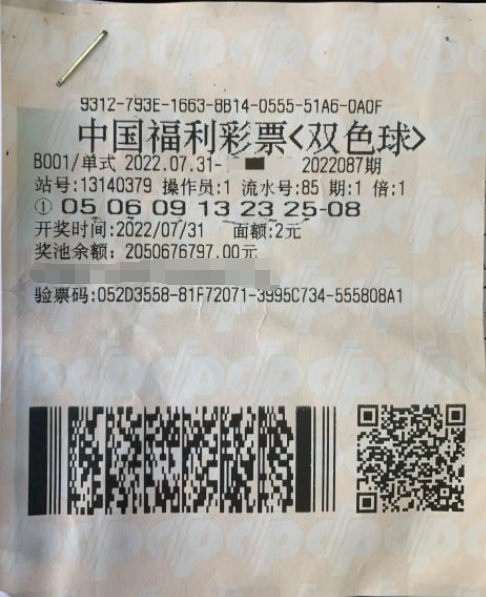 9312-793E-1663-8B14-0555-51A6-0A0F
中国福利彩票<双色球>
B001/单式 2022.07.31- 2022087期
站号:13140379 操作员:1 流水号:85 期:1 倍:1
① 05 06 09 13 23 25-08
开奖时间:2022/07/31 面额:2元
奖池余额: 2050676797.00元
验票码:052D3558-81F72071-3995C734-555808A1